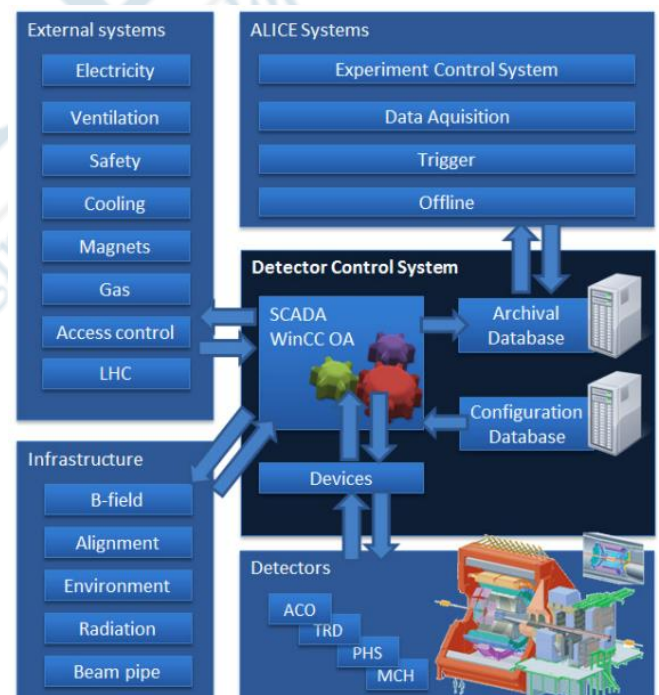 External systems
Electricity
Ventilation
Safety
Cooling
Magnets
Gas
Access control
LHC
ALICE Systems
Experiment Control System
Data Aquisition
Trigger
Offline
Detector Control System
SCADA
WinCC OA
Archival
Database
Configuration
Database
Devices
Infrastructure
B-field
Alignment
Environment
Radiation
Beam pipe
Detectors
ACO
TRD
PHS
MCH